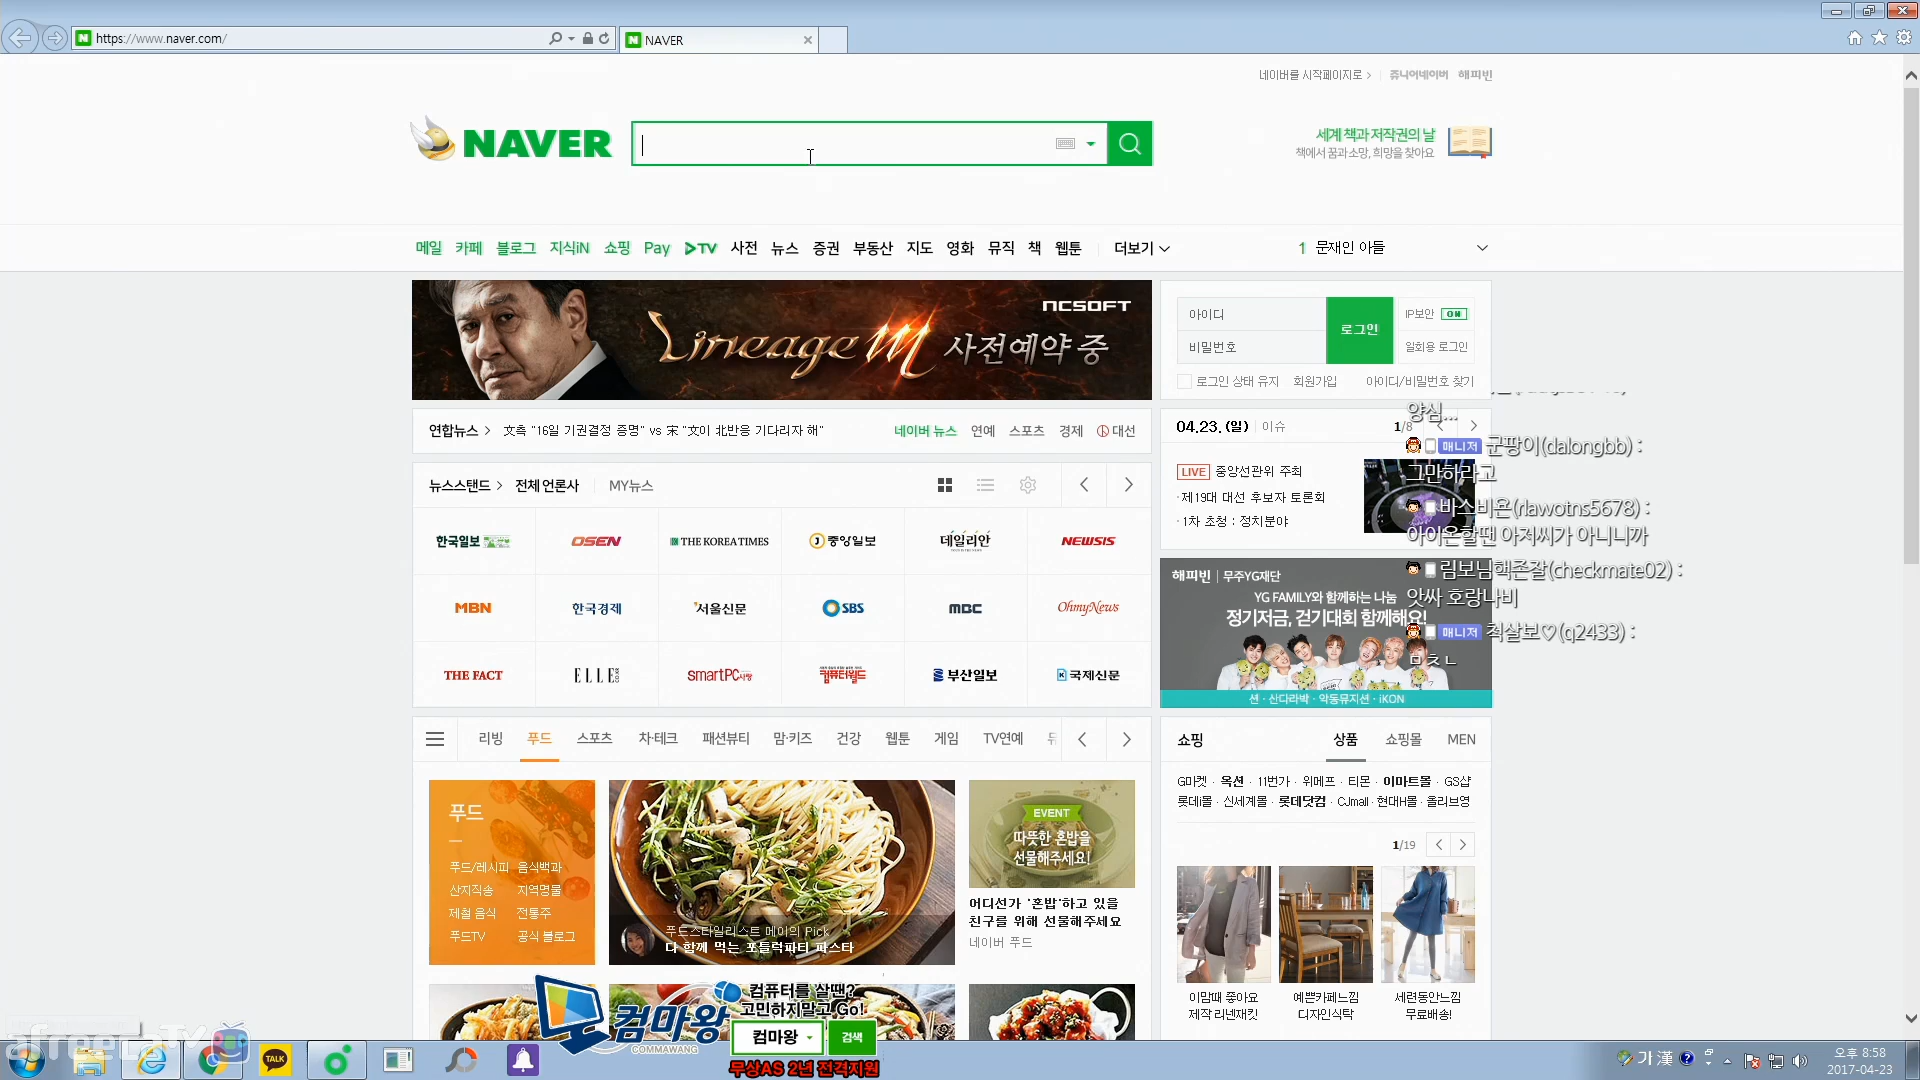 https://www.naver.com/
NAVER
네이버를 시작페이지로
쥬니어네이버 해피빈
NAVER
세계 책과 저작권의 날
책에서 꿈과 소망, 희망을 찾아요
메일 카페 블로그 지식iN 쇼핑 Pay TV 사전 뉴스 증권 부동산 지도 영화 뮤직 책 웹툰 더보기
1 문재인 아들
NCSOFT
Lineage M 사전예약 중
아이디
비밀번호
로그인
IP보안 ON
일회용 로그인
로그인 상태 유지 회원가입 아이디/비밀번호 찾기
연합뉴스 文측 "16일 기권결정 증명" vs 宋 "文이 北반응 기다리자 해"
네이버 뉴스 연예 스포츠 경제 대선
04.23. (일) 이슈 1/8
뉴스스탠드 전체 언론사 MY뉴스
LIVE 중앙선관위 주최
·제19대 대선 후보자 토론회
·1차 초청 : 정치분야
양심...
매니저 군팡이(dalongbb) :
그만하라고
바스비욘(rlawotns5678) :
아이온할땐 아저씨가 아니니까
림보님핵존잘(checkmate02) :
앗싸 호랑나비
매니저 척살보♡(q2433) :
ㅁㅊㄴ
한국일보 OSEN THE KOREA TIMES 중앙일보 데일리안 NEWSIS
MBN 한국경제 서울신문 SBS MBC OhmyNews
THE FACT ELLE smartPC사랑 컴퓨터월드 부산일보 국제신문
해피빈 | 무주YG재단
YG FAMILY와 함께하는 나눔
정기저금, 걷기대회 함께해요!
션 · 산다라박 · 악동뮤지션 · iKON
리빙 푸드 스포츠 차·테크 패션뷰티 맘·키즈 건강 웹툰 게임 TV연예
푸드
푸드/레시피 음식백과
산지직송 지역명물
제철 음식 전통주
푸드TV 공식 블로그
푸드스타일리스트 메이의 Pick
다 함께 먹는 포틀럭파티 파스타
EVENT
따뜻한 혼밥을
선물해주세요!
어디선가 '혼밥'하고 있을
친구를 위해 선물해주세요
네이버 푸드
쇼핑 상품 쇼핑몰 MEN
G마켓 · 옥션 · 11번가 · 위메프 · 티몬 · 이마트몰 · GS샵
롯데i몰 · 신세계몰 · 롯데닷컴 · CJmall · 현대H몰 · 올리브영
1/19
이맘때 좋아요
제작 리넨재킷
예쁜카페느낌
디자인식탁
세련동안느낌
무료배송!
컴마왕
COMMAWANG
컴퓨터를 살땐?
고민하지말고 Go!
컴마왕 검색
무상AS 2년 전격지원
afreecaTV
TALK
가 漢
오후 8:58
2017-04-23